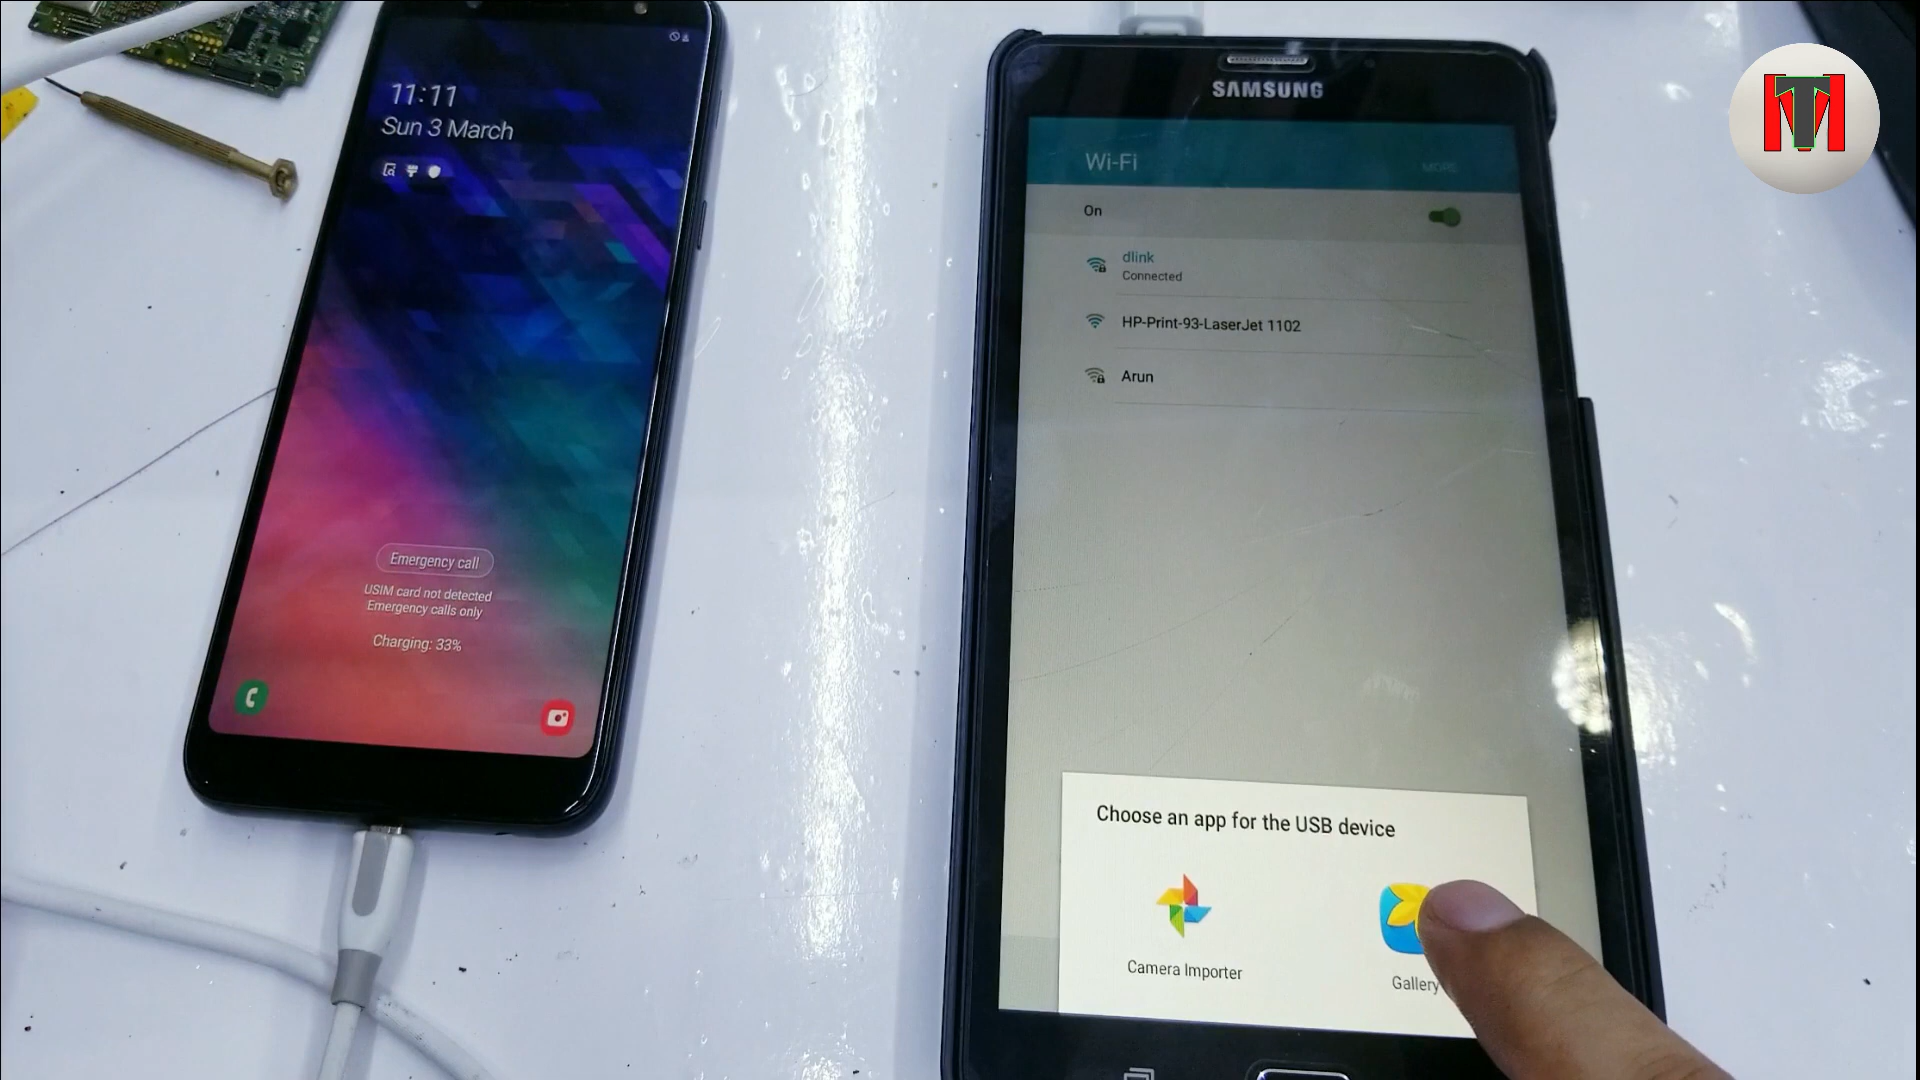 11:11
Sun 3 March
Emergency call
USIM card not detected
Emergency calls only
Charging: 33%
SAMSUNG
Wi-Fi
MORE
On
dlink
Connected
HP-Print-93-LaserJet 1102
Arun
Choose an app for the USB device
Camera Importer
Gallery
MT